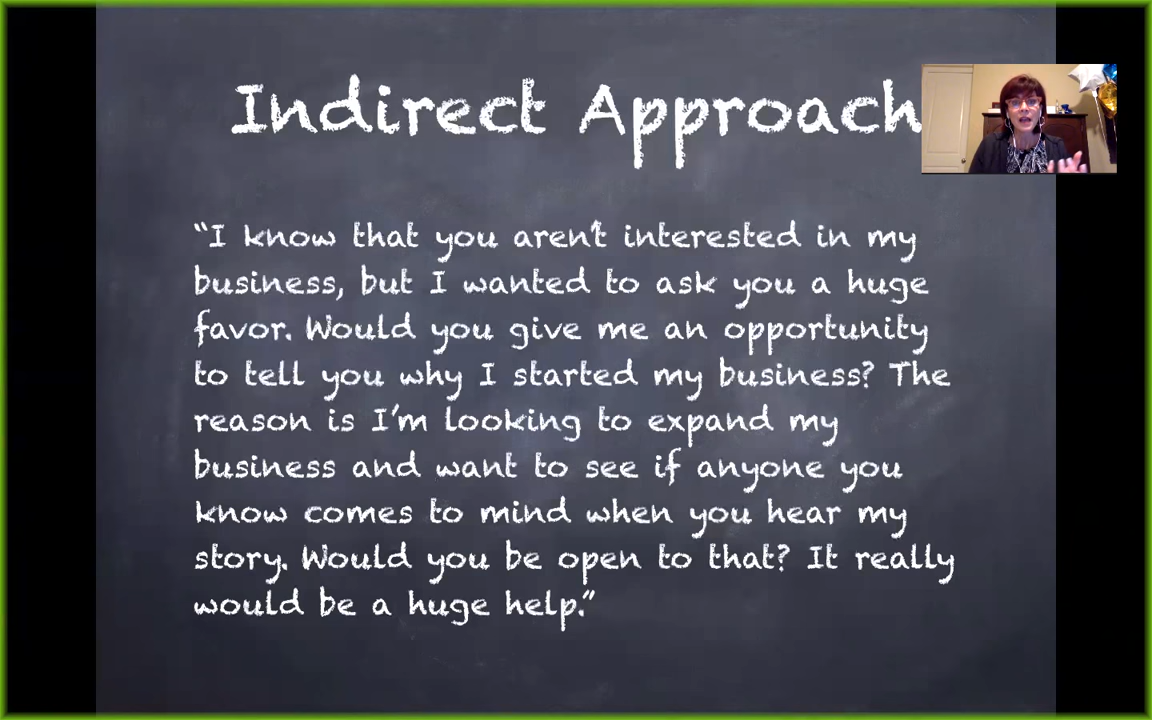 Indirect Approach
“I know that you aren't interested in my
business, but I wanted to ask you a huge
favor. Would you give me an opportunity
to tell you why I started my business? The
reason is I’m looking to expand my
business and want to see if anyone you
know comes to mind when you hear my
story. Would you be open to that? It really
would be a huge help.”